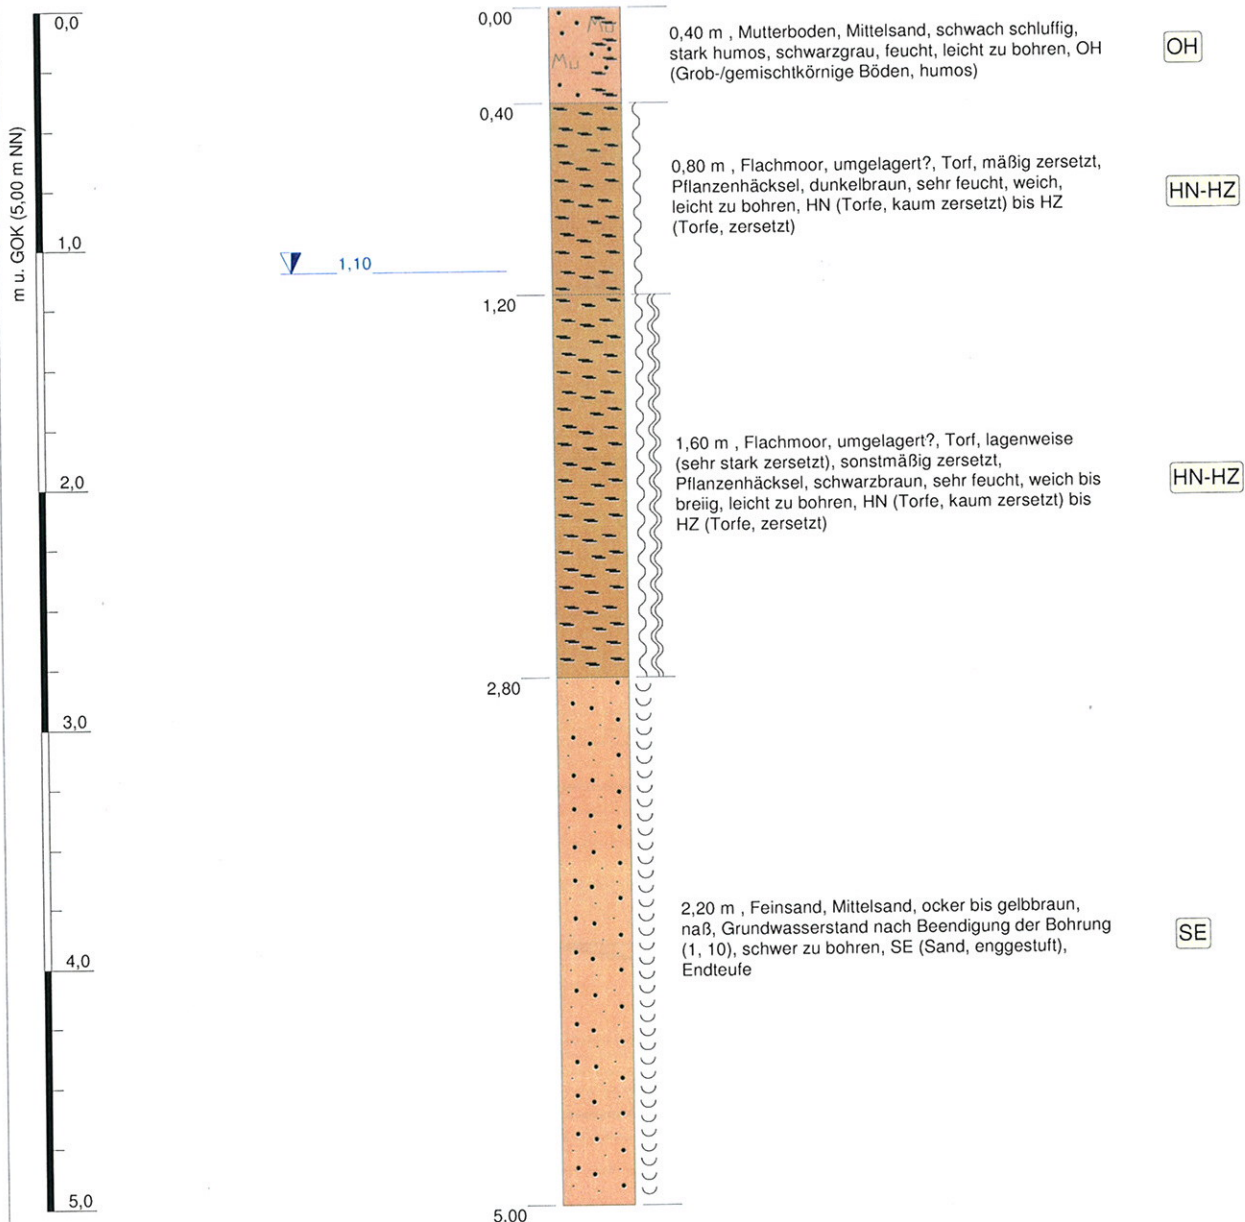 0,0
0,00
Mu
Mu
0,40 m , Mutterboden, Mittelsand, schwach schluffig,
stark humos, schwarzgrau, feucht, leicht zu bohren, OH
(Grob-/gemischtkörnige Böden, humos)
OH
0,40
m u. GOK (5,00 m NN)
0,80 m , Flachmoor, umgelagert?, Torf, mäßig zersetzt,
Pflanzenhäcksel, dunkelbraun, sehr feucht, weich,
leicht zu bohren, HN (Torfe, kaum zersetzt) bis HZ
(Torfe, zersetzt)
HN-HZ
1,0
1,10
1,20
1,60 m , Flachmoor, umgelagert?, Torf, lagenweise
(sehr stark zersetzt), sonstmäßig zersetzt,
Pflanzenhäcksel, schwarzbraun, sehr feucht, weich bis
breiig, leicht zu bohren, HN (Torfe, kaum zersetzt) bis
HZ (Torfe, zersetzt)
HN-HZ
2,0
2,80
3,0
2,20 m , Feinsand, Mittelsand, ocker bis gelbbraun,
naß, Grundwasserstand nach Beendigung der Bohrung
(1, 10), schwer zu bohren, SE (Sand, enggestuft),
Endteufe
SE
4,0
5,0
5,00